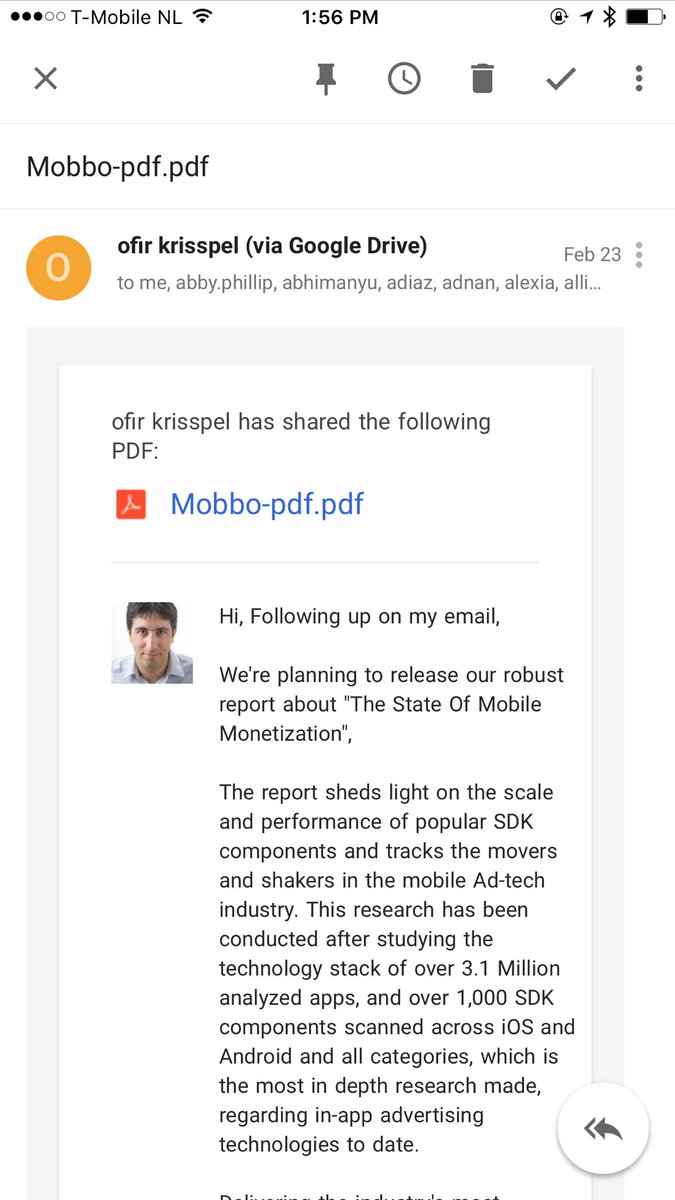 T-Mobile NL 1:56 PM
Mobbo-pdf.pdf
O
ofir krisspel (via Google Drive)
Feb 23
to me, abby.phillip, abhimanyu, adiaz, adnan, alexia, alli...
ofir krisspel has shared the following
PDF:
Mobbo-pdf.pdf
Hi, Following up on my email,
We're planning to release our robust
report about "The State Of Mobile
Monetization",
The report sheds light on the scale
and performance of popular SDK
components and tracks the movers
and shakers in the mobile Ad-tech
industry. This research has been
conducted after studying the
technology stack of over 3.1 Million
analyzed apps, and over 1,000 SDK
components scanned across iOS and
Android and all categories, which is
the most in depth research made,
regarding in-app advertising
technologies to date.
Delivering the industry's most